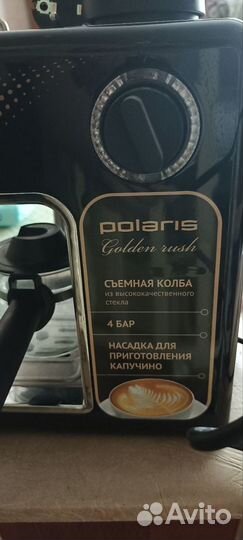 polaris
Golden rush
СЪЕМНАЯ КОЛБА
из высококачественного
стекла
4 БАР
НАСАДКА ДЛЯ
ПРИГОТОВЛЕНИЯ
КАПУЧИНО
Avito